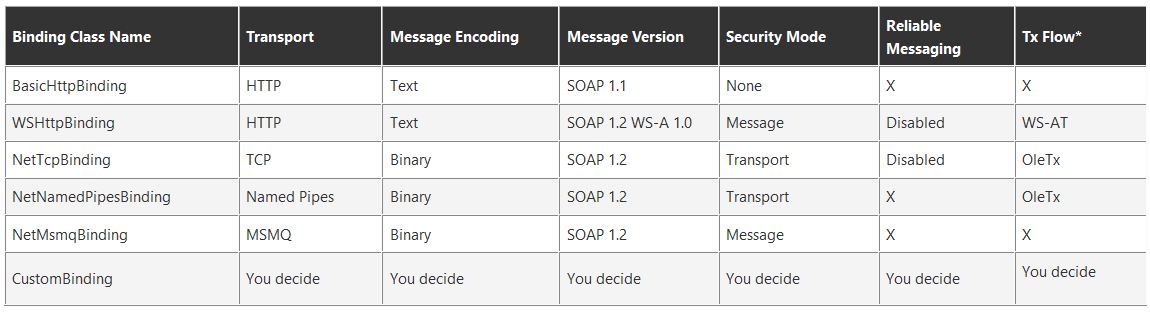 Binding Class Name Transport Message Encoding Message Version Security Mode Reliable Messaging Tx Flow*
BasicHttpBinding HTTP Text SOAP 1.1 None X X
WSHttpBinding HTTP Text SOAP 1.2 WS-A 1.0 Message Disabled WS-AT
NetTcpBinding TCP Binary SOAP 1.2 Transport Disabled OleTx
NetNamedPipesBinding Named Pipes Binary SOAP 1.2 Transport X OleTx
NetMsmqBinding MSMQ Binary SOAP 1.2 Message X X
CustomBinding You decide You decide You decide You decide You decide You decide